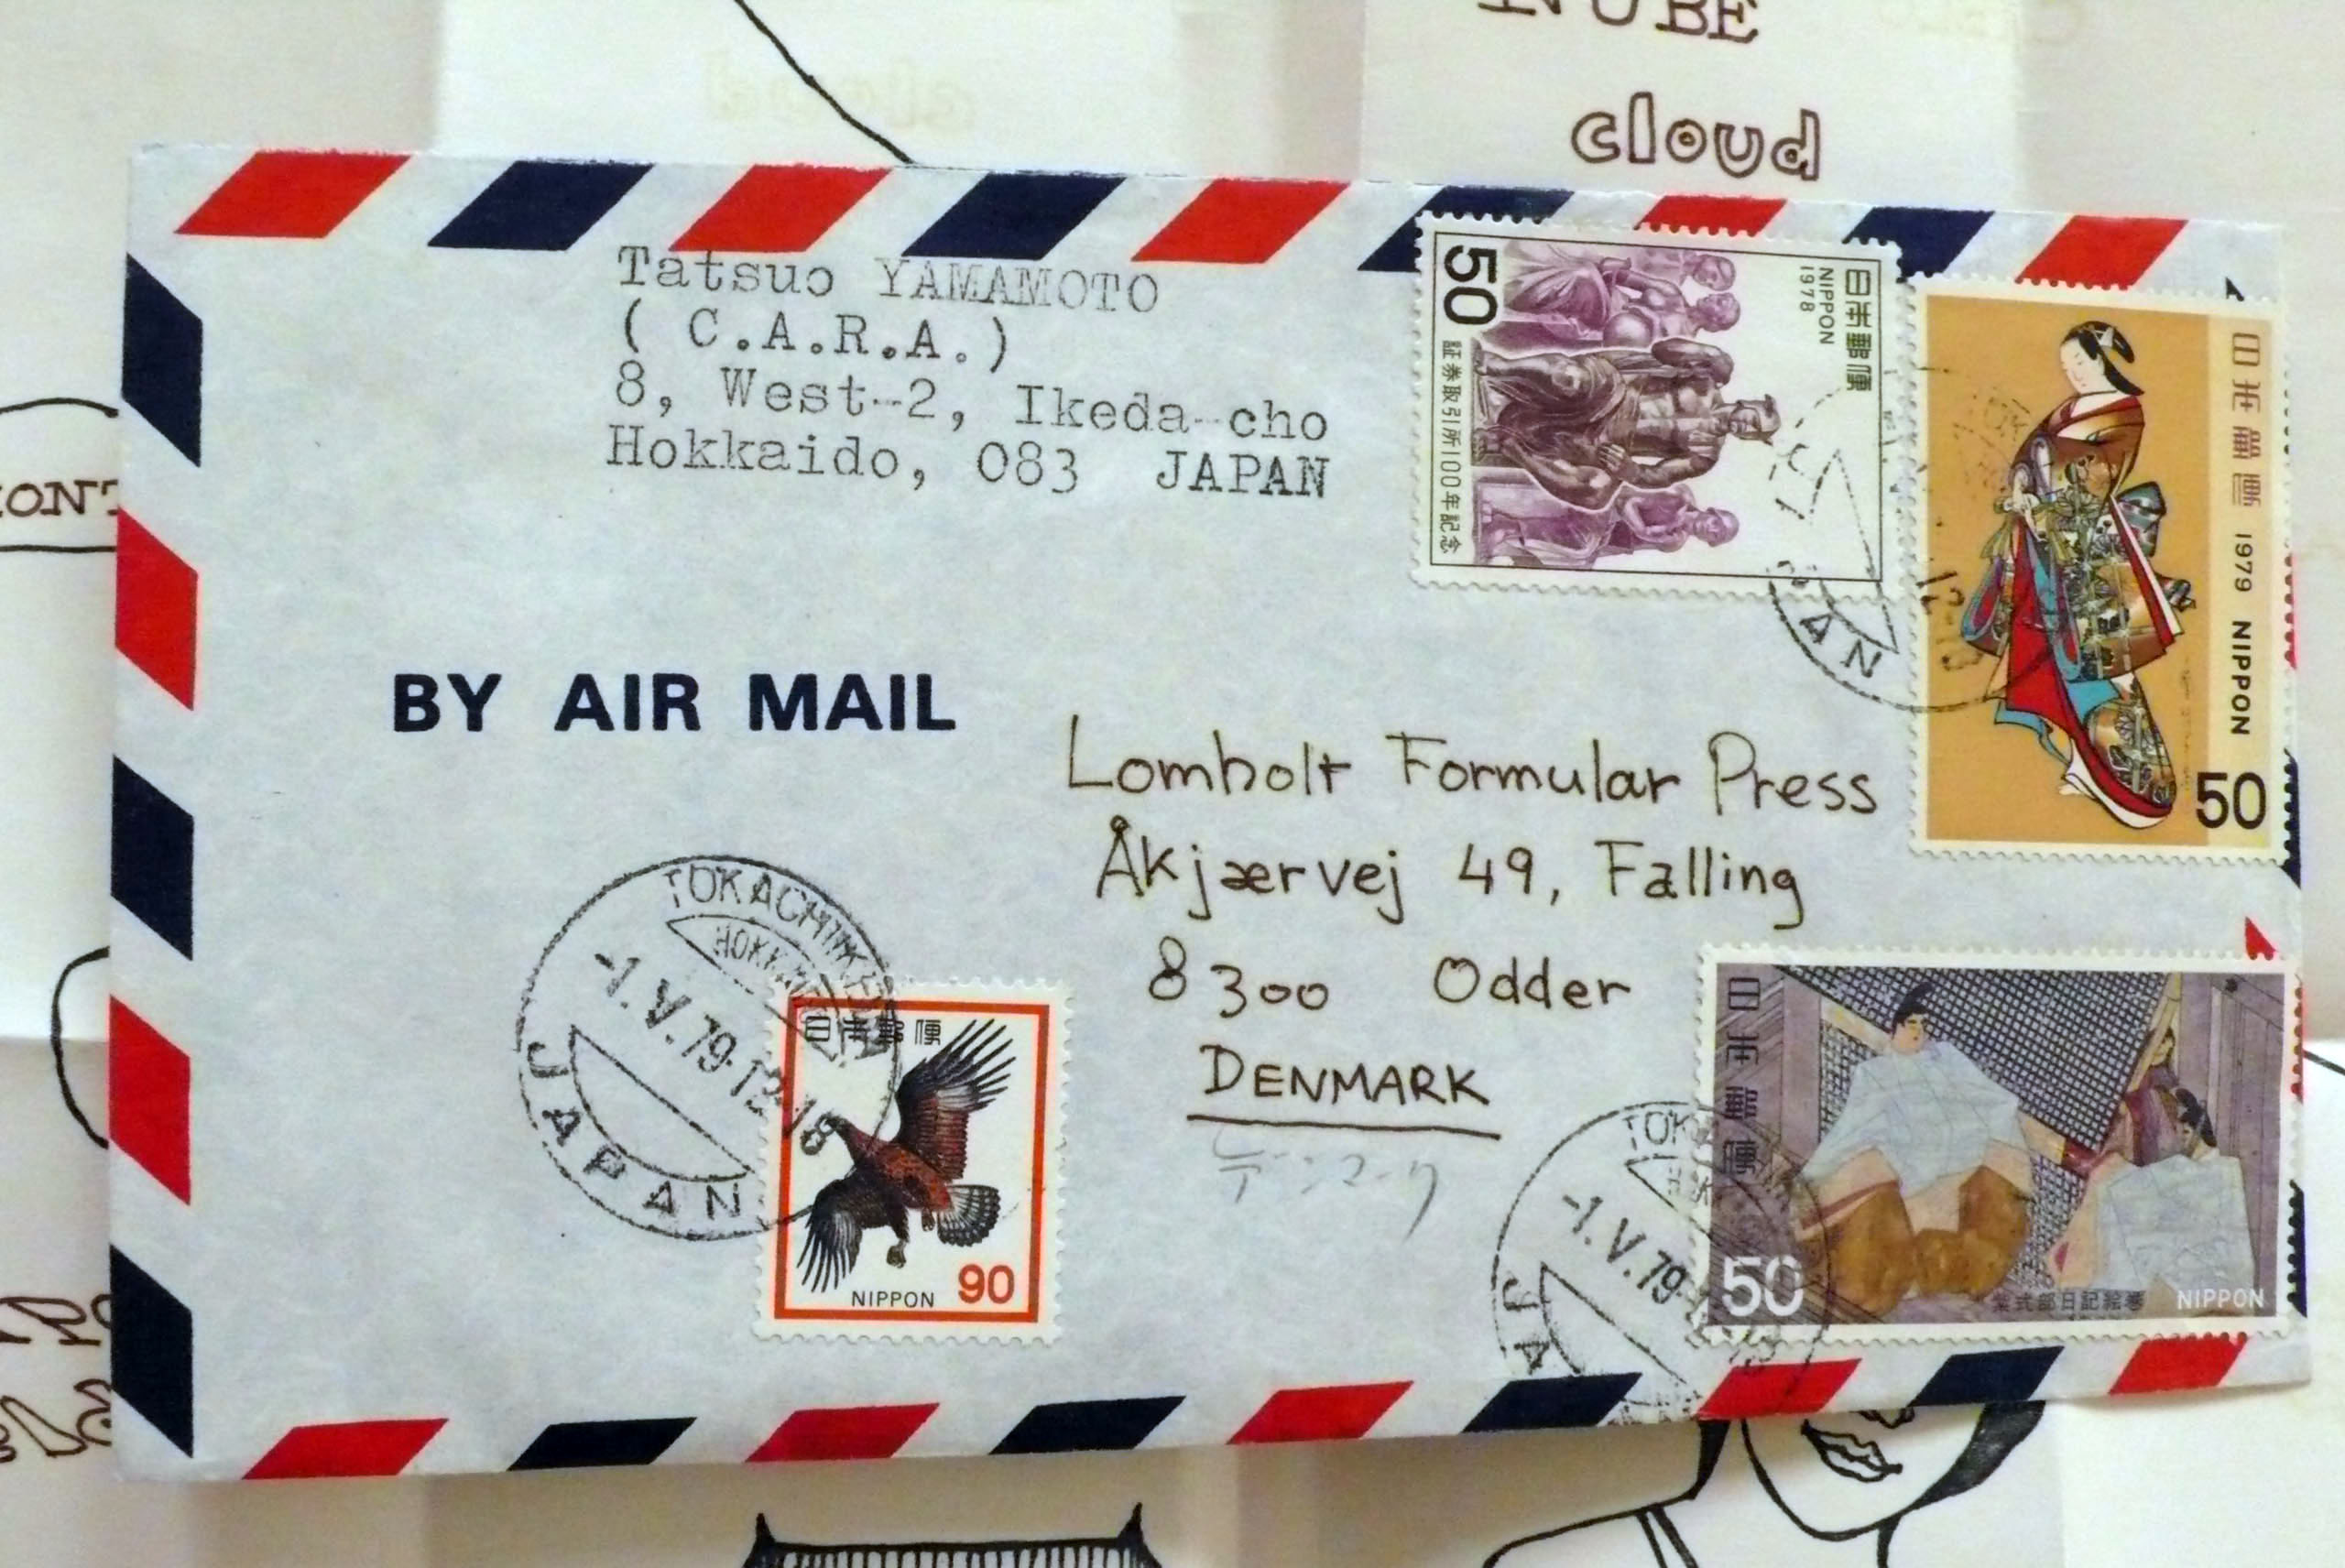 NUBE
cloud
Tatsuo YAMAMOTO
( C.A.R.A.)
8, West-2, Ikeda-cho
Hokkaido, 083 JAPAN
50
日本郵便
NIPPON
1978
証券取引所100年記念
日本郵便 1979 NIPPON
50
BY AIR MAIL
Lomholt Formular Press
Åkjærvej 49, Falling
8300 Odder
DENMARK
デンマーク
HOKKAIDO
-1.V.79.12-18
JAPAN
日本郵便
NIPPON 90
-1.V.79
日本郵便
50
紫式部日記絵巻 NIPPON